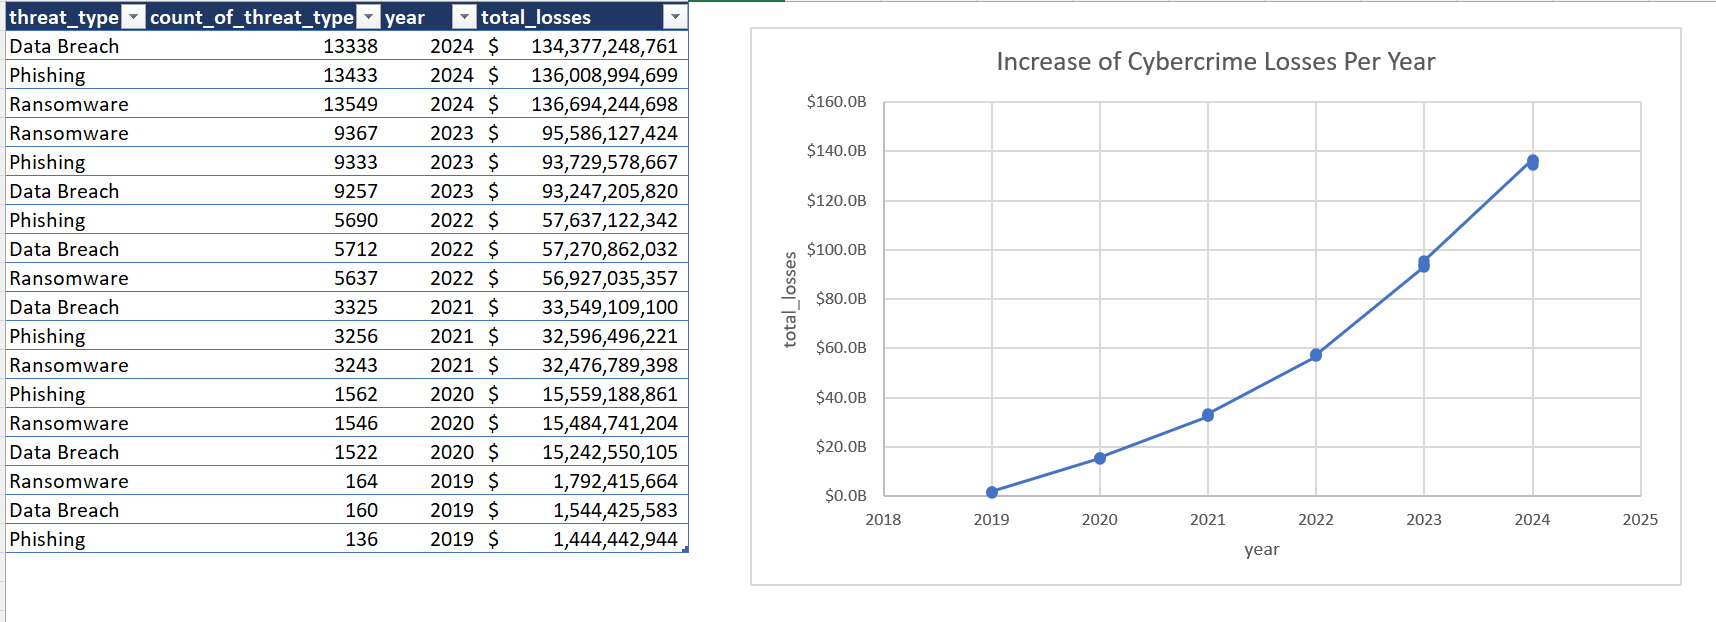 threat_type count_of_threat_type year total_losses
Data Breach 13338 2024 $ 134,377,248,761
Phishing 13433 2024 $ 136,008,994,699
Ransomware 13549 2024 $ 136,694,244,698
Ransomware 9367 2023 $ 95,586,127,424
Phishing 9333 2023 $ 93,729,578,667
Data Breach 9257 2023 $ 93,247,205,820
Phishing 5690 2022 $ 57,637,122,342
Data Breach 5712 2022 $ 57,270,862,032
Ransomware 5637 2022 $ 56,927,035,357
Data Breach 3325 2021 $ 33,549,109,100
Phishing 3256 2021 $ 32,596,496,221
Ransomware 3243 2021 $ 32,476,789,398
Phishing 1562 2020 $ 15,559,188,861
Ransomware 1546 2020 $ 15,484,741,204
Data Breach 1522 2020 $ 15,242,550,105
Ransomware 164 2019 $ 1,792,415,664
Data Breach 160 2019 $ 1,544,425,583
Phishing 136 2019 $ 1,444,442,944
Increase of Cybercrime Losses Per Year
total_losses
$160.0B
$140.0B
$120.0B
$100.0B
$80.0B
$60.0B
$40.0B
$20.0B
$0.0B
2018 2019 2020 2021 2022 2023 2024 2025
year